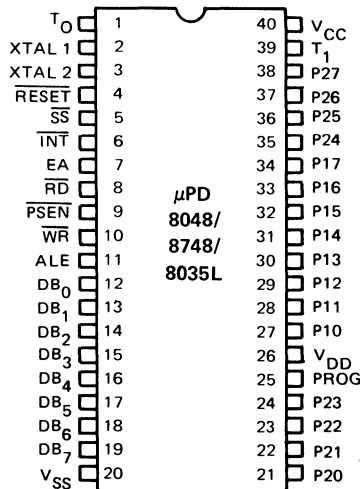 T0 1 40 VCC
XTAL 1 2 39 T1
XTAL 2 3 38 P27
RESET 4 37 P26
SS 5 36 P25
INT 6 35 P24
EA 7 34 P17
RD 8 33 P16
PSEN 9 32 P15
WR 10 31 P14
ALE 11 30 P13
DB0 12 29 P12
DB1 13 28 P11
DB2 14 27 P10
DB3 15 26 VDD
DB4 16 25 PROG
DB5 17 24 P23
DB6 18 23 P22
DB7 19 22 P21
VSS 20 21 P20
μPD
8048/
8748/
8035L